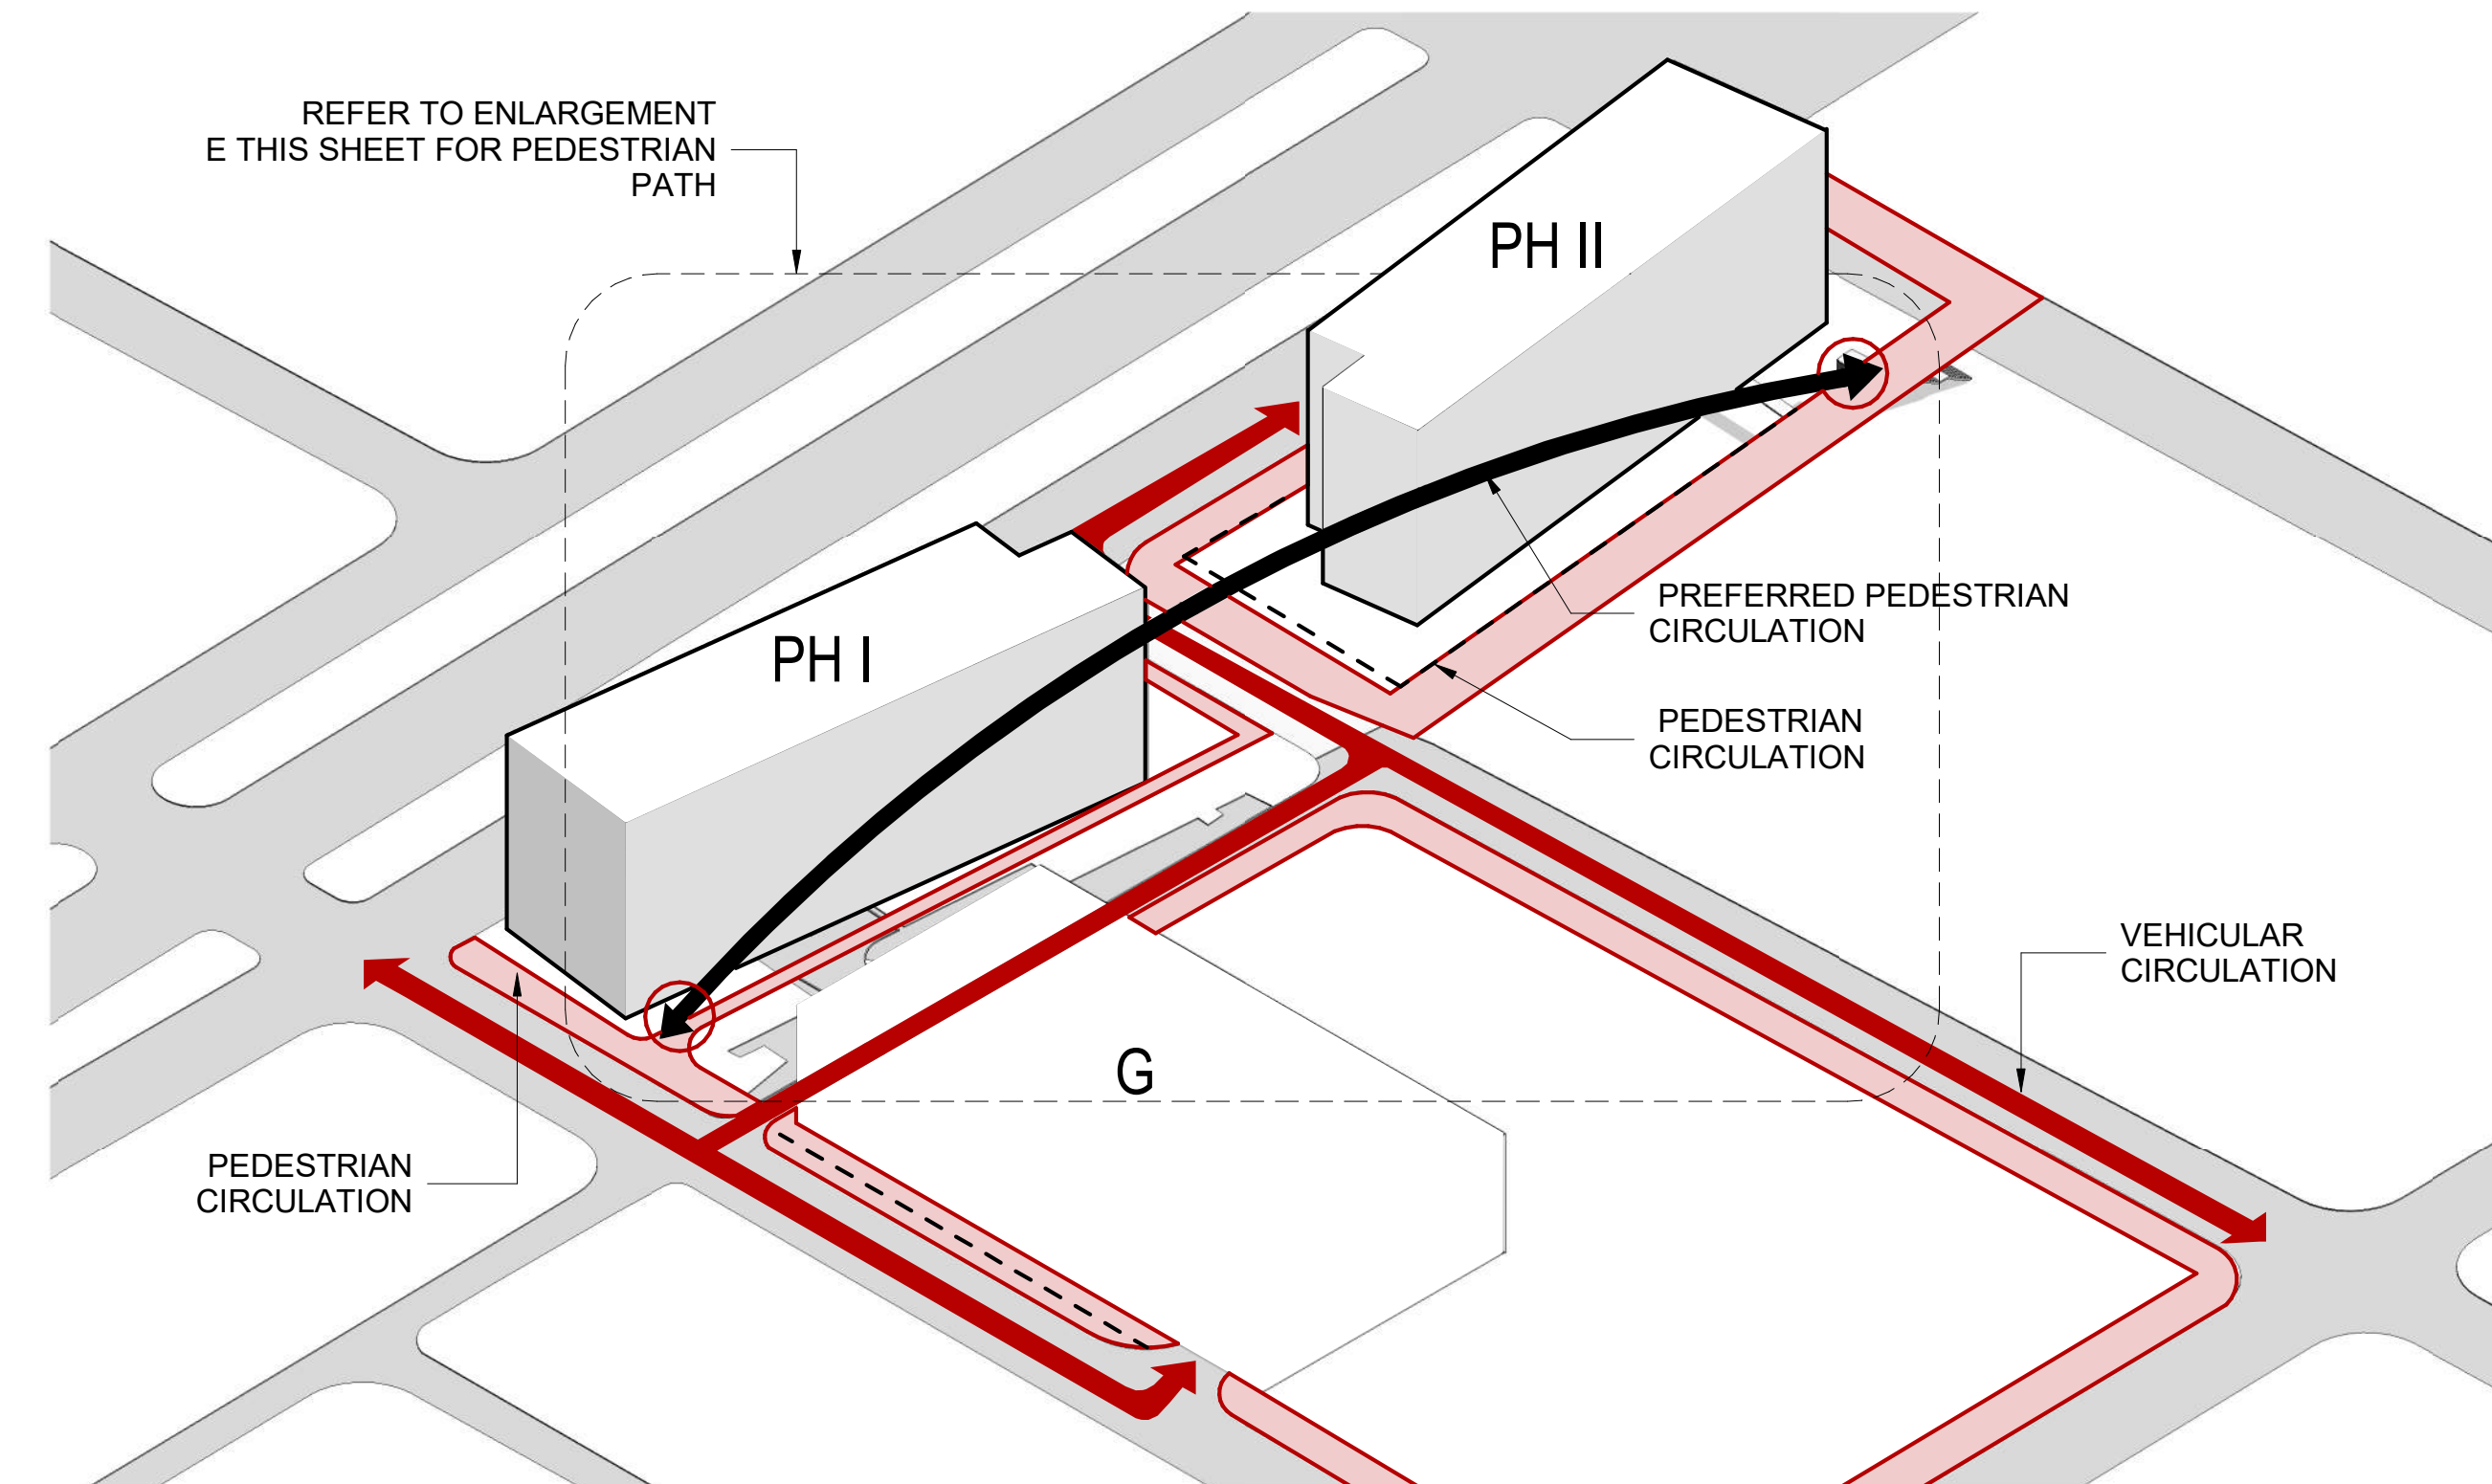 REFER TO ENLARGEMENT
E THIS SHEET FOR PEDESTRIAN
PATH
PH II
PREFERRED PEDESTRIAN
CIRCULATION
PH I
PEDESTRIAN
CIRCULATION
VEHICULAR
CIRCULATION
G
PEDESTRIAN
CIRCULATION